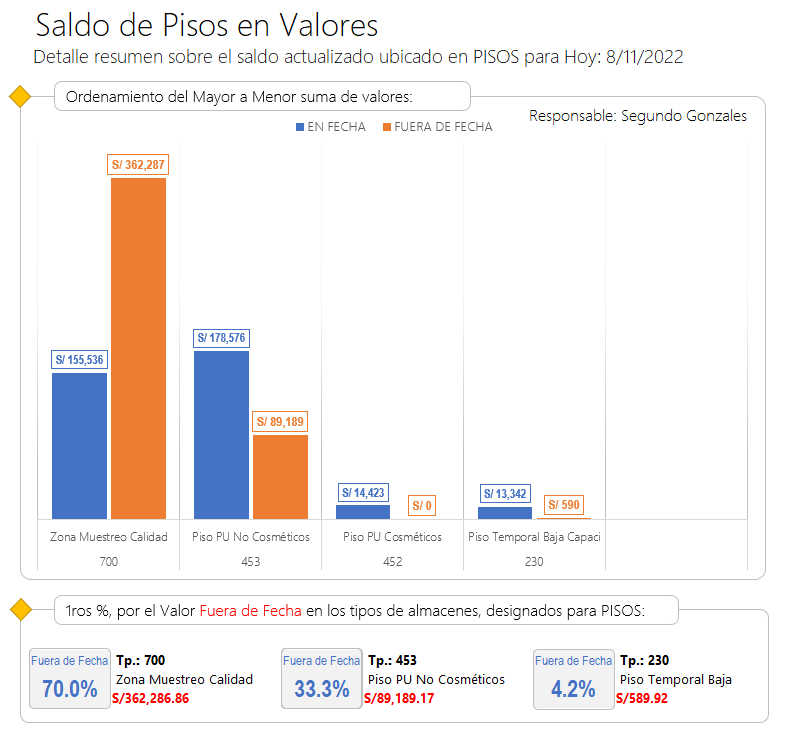 Saldo de Pisos en Valores
Detalle resumen sobre el saldo actualizado ubicado en PISOS para Hoy: 8/11/2022
Ordenamiento del Mayor a Menor suma de valores:
Responsable: Segundo Gonzales
EN FECHA FUERA DE FECHA
S/ 362,287
S/ 155,536
S/ 178,576
S/ 89,189
S/ 14,423
S/ 0
S/ 13,342
S/ 590
Zona Muestreo Calidad Piso PU No Cosméticos Piso PU Cosméticos Piso Temporal Baja Capaci
700 453 452 230
1ros %, por el Valor Fuera de Fecha en los tipos de almacenes, designados para PISOS:
Fuera de Fecha
70.0%
Tp.: 700
Zona Muestreo Calidad
S/362,286.86
Fuera de Fecha
33.3%
Tp.: 453
Piso PU No Cosméticos
S/89,189.17
Fuera de Fecha
4.2%
Tp.: 230
Piso Temporal Baja
S/589.92